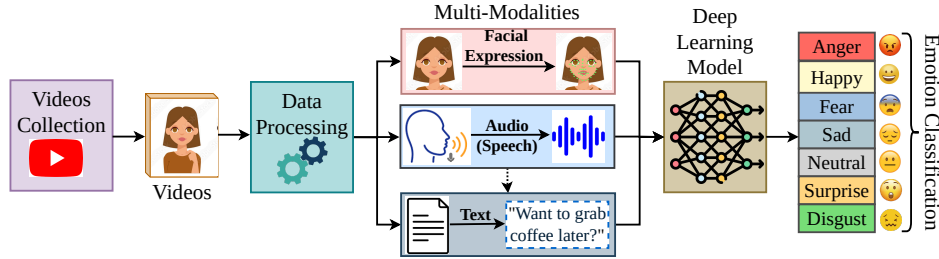 Videos
Collection
Videos
Data
Processing
Multi-Modalities
Facial
Expression
Audio
(Speech)
Text
"Want to grab
coffee later?"
Deep
Learning
Model
Anger
Happy
Fear
Sad
Neutral
Surprise
Disgust
Emotion Classification